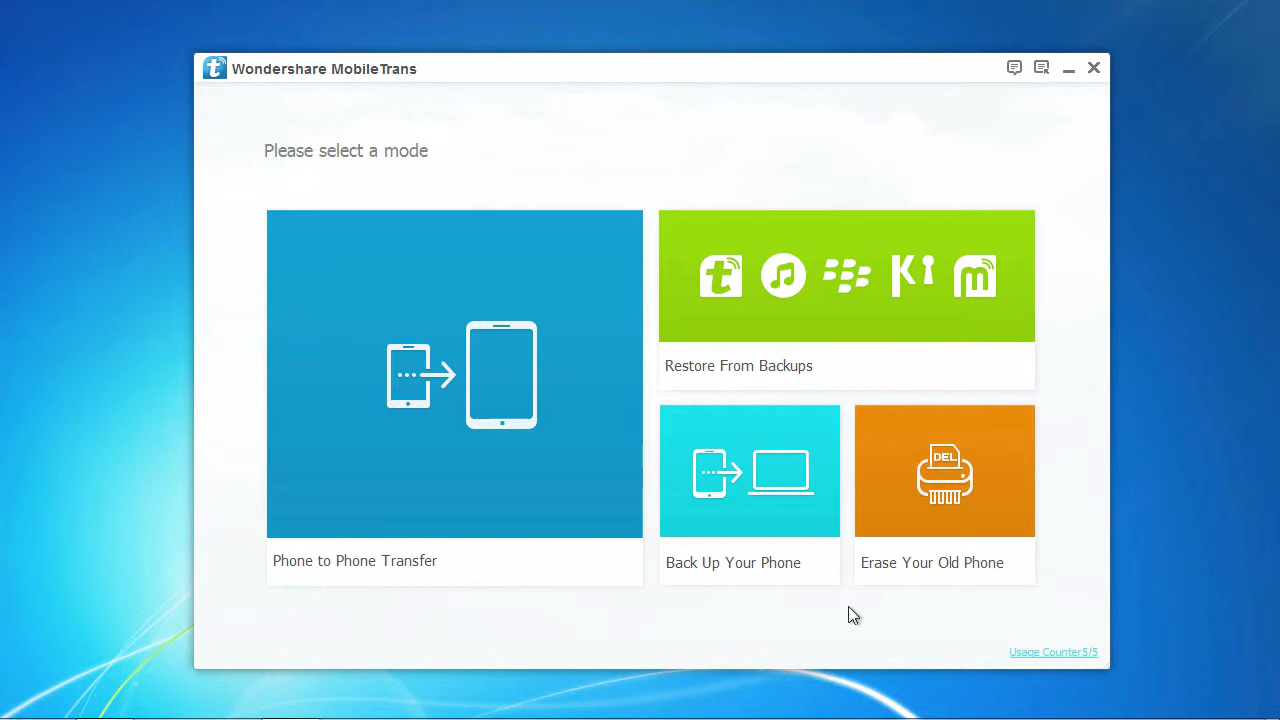 Wondershare MobileTrans
Please select a mode
Restore From Backups
DEL
Phone to Phone Transfer
Back Up Your Phone
Erase Your Old Phone
Usage Counter5/5